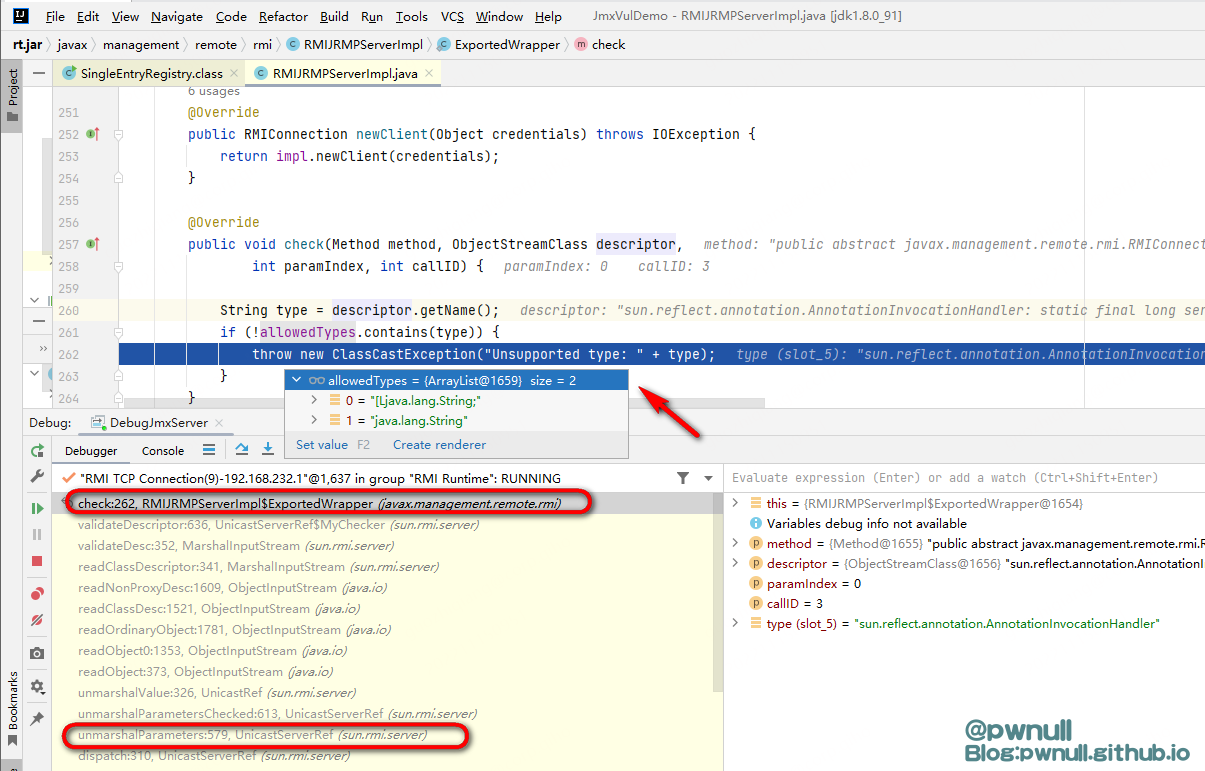 File Edit View Navigate Code Refactor Build Run Tools VCS Window Help JmxVulDemo - RMIJRMPServerImpl.java [jdk1.8.0_91]
rt.jar javax management remote rmi RMIJRMPServerImpl ExportedWrapper check
Project
SingleEntryRegistry.class RMIJRMPServerImpl.java
6 usages
251 @Override
252 public RMIConnection newClient(Object credentials) throws IOException {
253 return impl.newClient(credentials);
254 }
255
256 @Override
257 public void check(Method method, ObjectStreamClass descriptor, method: "public abstract javax.management.remote.rmi.RMIConnect
258 int paramIndex, int callID) { paramIndex: 0 callID: 3
259
260 String type = descriptor.getName(); descriptor: "sun.reflect.annotation.AnnotationInvocationHandler: static final long ser
261 if (!allowedTypes.contains(type)) {
262 throw new ClassCastException("Unsupported type: " + type); type (slot_5): "sun.reflect.annotation.AnnotationInvocation
263 }
264 }
allowedTypes = {ArrayList@1659} size = 2
0 = "[Ljava.lang.String;"
1 = "java.lang.String"
Set value F2 Create renderer
Debug: DebugJmxServer
Debugger Console
"RMI TCP Connection(9)-192.168.232.1"@1,637 in group "RMI Runtime": RUNNING
check:262, RMIJRMPServerImpl$ExportedWrapper (javax.management.remote.rmi)
validateDescriptor:636, UnicastServerRef$MyChecker (sun.rmi.server)
validateDesc:352, MarshalInputStream (sun.rmi.server)
readClassDescriptor:341, MarshalInputStream (sun.rmi.server)
readNonProxyDesc:1609, ObjectInputStream (java.io)
readClassDesc:1521, ObjectInputStream (java.io)
readOrdinaryObject:1781, ObjectInputStream (java.io)
readObject0:1353, ObjectInputStream (java.io)
readObject:373, ObjectInputStream (java.io)
unmarshalValue:326, UnicastRef (sun.rmi.server)
unmarshalParametersChecked:613, UnicastServerRef (sun.rmi.server)
unmarshalParameters:579, UnicastServerRef (sun.rmi.server)
dispatch:310, UnicastServerRef (sun.rmi.server)
Evaluate expression (Enter) or add a watch (Ctrl+Shift+Enter)
this = {RMIJRMPServerImpl$ExportedWrapper@1654}
Variables debug info not available
method = {Method@1655} "public abstract javax.management.remote.rmi.R
descriptor = {ObjectStreamClass@1656} "sun.reflect.annotation.AnnotationI
paramIndex = 0
callID = 3
type (slot_5) = "sun.reflect.annotation.AnnotationInvocationHandler"
Bookmarks
@pwnull
Blog:pwnull.github.io